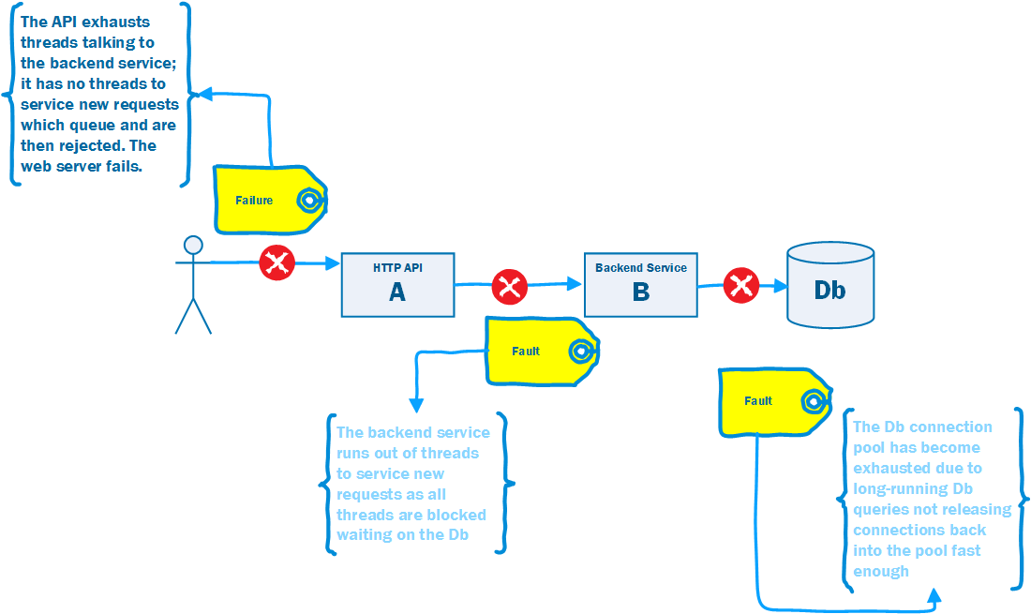 The API exhausts
threads talking to
the backend service;
it has no threads to
service new requests
which queue and are
then rejected. The
web server fails.
Failure
HTTP API
A
Backend Service
B
Db
Fault
Fault
The backend service
runs out of threads
to service new
requests as all
threads are blocked
waiting on the Db
The Db connection
pool has become
exhausted due to
long-running Db
queries not releasing
connections back
into the pool fast
enough